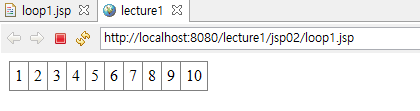 loop1.jsp lecture1
http://localhost:8080/lecture1/jsp02/loop1.jsp
1 2 3 4 5 6 7 8 9 10